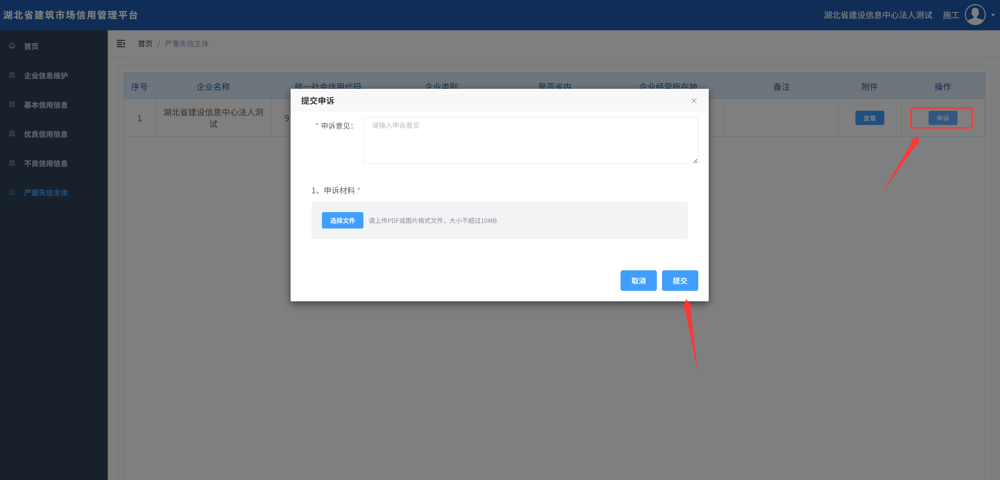 湖北省建筑市场信用管理平台
湖北省建设信息中心法人测试 施工
首页
企业信息维护
基本信用信息
优良信用信息
不良信用信息
严重失信主体
首页 / 严重失信主体
序号 企业名称 统一社会信用代码 企业类别 是否省内 企业经营所在地 备注 附件 操作
1 湖北省建设信息中心法人测
试
查看 申诉
提交申诉
* 申诉意见：
请输入申诉意见
1、申诉材料 *
选择文件 请上传PDF或图片格式文件，大小不超过10MB
取消 提交